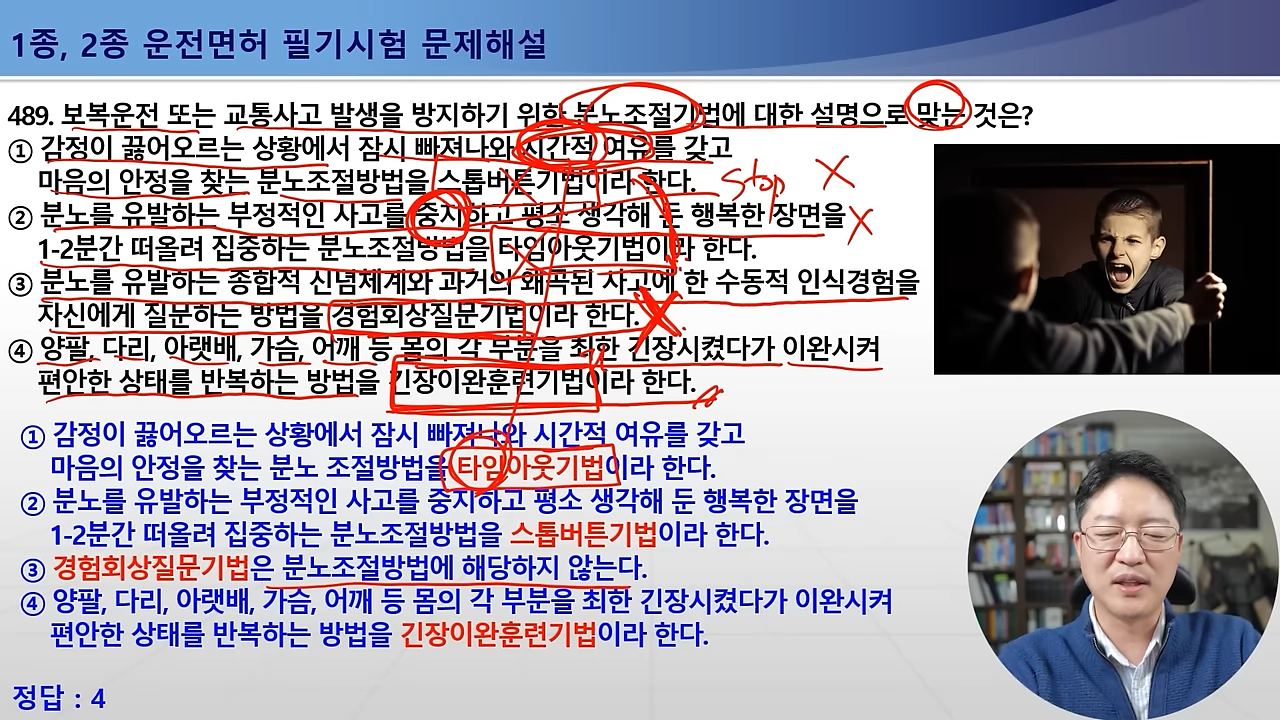 1종, 2종 운전면허 필기시험 문제해설
489. 보복운전 또는 교통사고 발생을 방지하기 위한 분노조절기법에 대한 설명으로 맞는 것은?
① 감정이 끓어오르는 상황에서 잠시 빠져나와 시간적 여유를 갖고
마음의 안정을 찾는 분노조절방법을 스톱버튼기법이라 한다.
stop X
② 분노를 유발하는 부정적인 사고를 중지하고 평소 생각해 둔 행복한 장면을
X
1-2분간 떠올려 집중하는 분노조절방법을 타임아웃기법이라 한다.
③ 분노를 유발하는 종합적 신념체계와 과거의 왜곡된 사고에 한 수동적 인식경험을
자신에게 질문하는 방법을 경험회상질문기법이라 한다.
X
④ 양팔, 다리, 아랫배, 가슴, 어깨 등 몸의 각 부분을 최한 긴장시켰다가 이완시켜
편안한 상태를 반복하는 방법을 긴장이완훈련기법이라 한다.
① 감정이 끓어오르는 상황에서 잠시 빠져나와 시간적 여유를 갖고
마음의 안정을 찾는 분노 조절방법을 타임아웃기법이라 한다.
② 분노를 유발하는 부정적인 사고를 중지하고 평소 생각해 둔 행복한 장면을
1-2분간 떠올려 집중하는 분노조절방법을 스톱버튼기법이라 한다.
③ 경험회상질문기법은 분노조절방법에 해당하지 않는다.
④ 양팔, 다리, 아랫배, 가슴, 어깨 등 몸의 각 부분을 최한 긴장시켰다가 이완시켜
편안한 상태를 반복하는 방법을 긴장이완훈련기법이라 한다.
정답 : 4